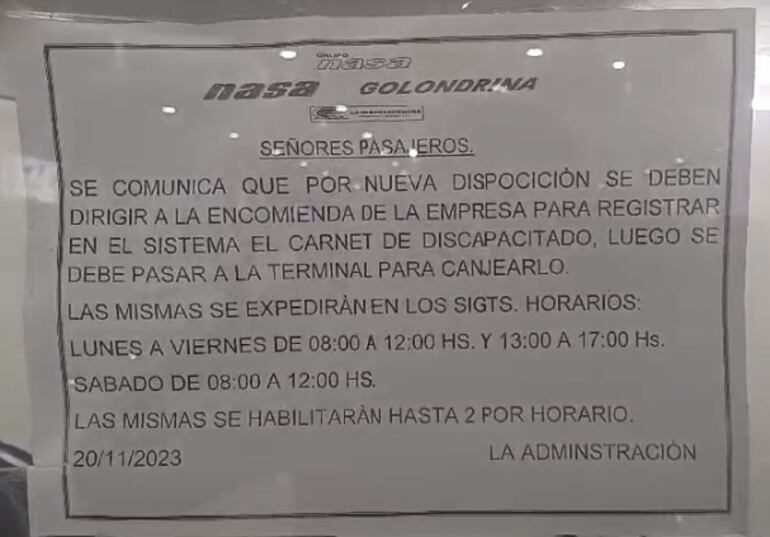 GRUPO
nasa
nasa GOLONDRINA
SEÑORES PASAJEROS.
SE COMUNICA QUE POR NUEVA DISPOCICIÒN SE DEBEN
DIRIGIR A LA ENCOMIENDA DE LA EMPRESA PARA REGISTRAR
EN EL SISTEMA EL CARNET DE DISCAPACITADO, LUEGO SE
DEBE PASAR A LA TERMINAL PARA CANJEARLO.
LAS MISMAS SE EXPEDIRÀN EN LOS SIGTS. HORARIOS:
LUNES A VIERNES DE 08:00 A 12:00 HS. Y 13:00 A 17:00 Hs.
SABADO DE 08:00 A 12:00 HS.
LAS MISMAS SE HABILITARÀN HASTA 2 POR HORARIO.
20/11/2023 LA ADMINSTRACIÒN